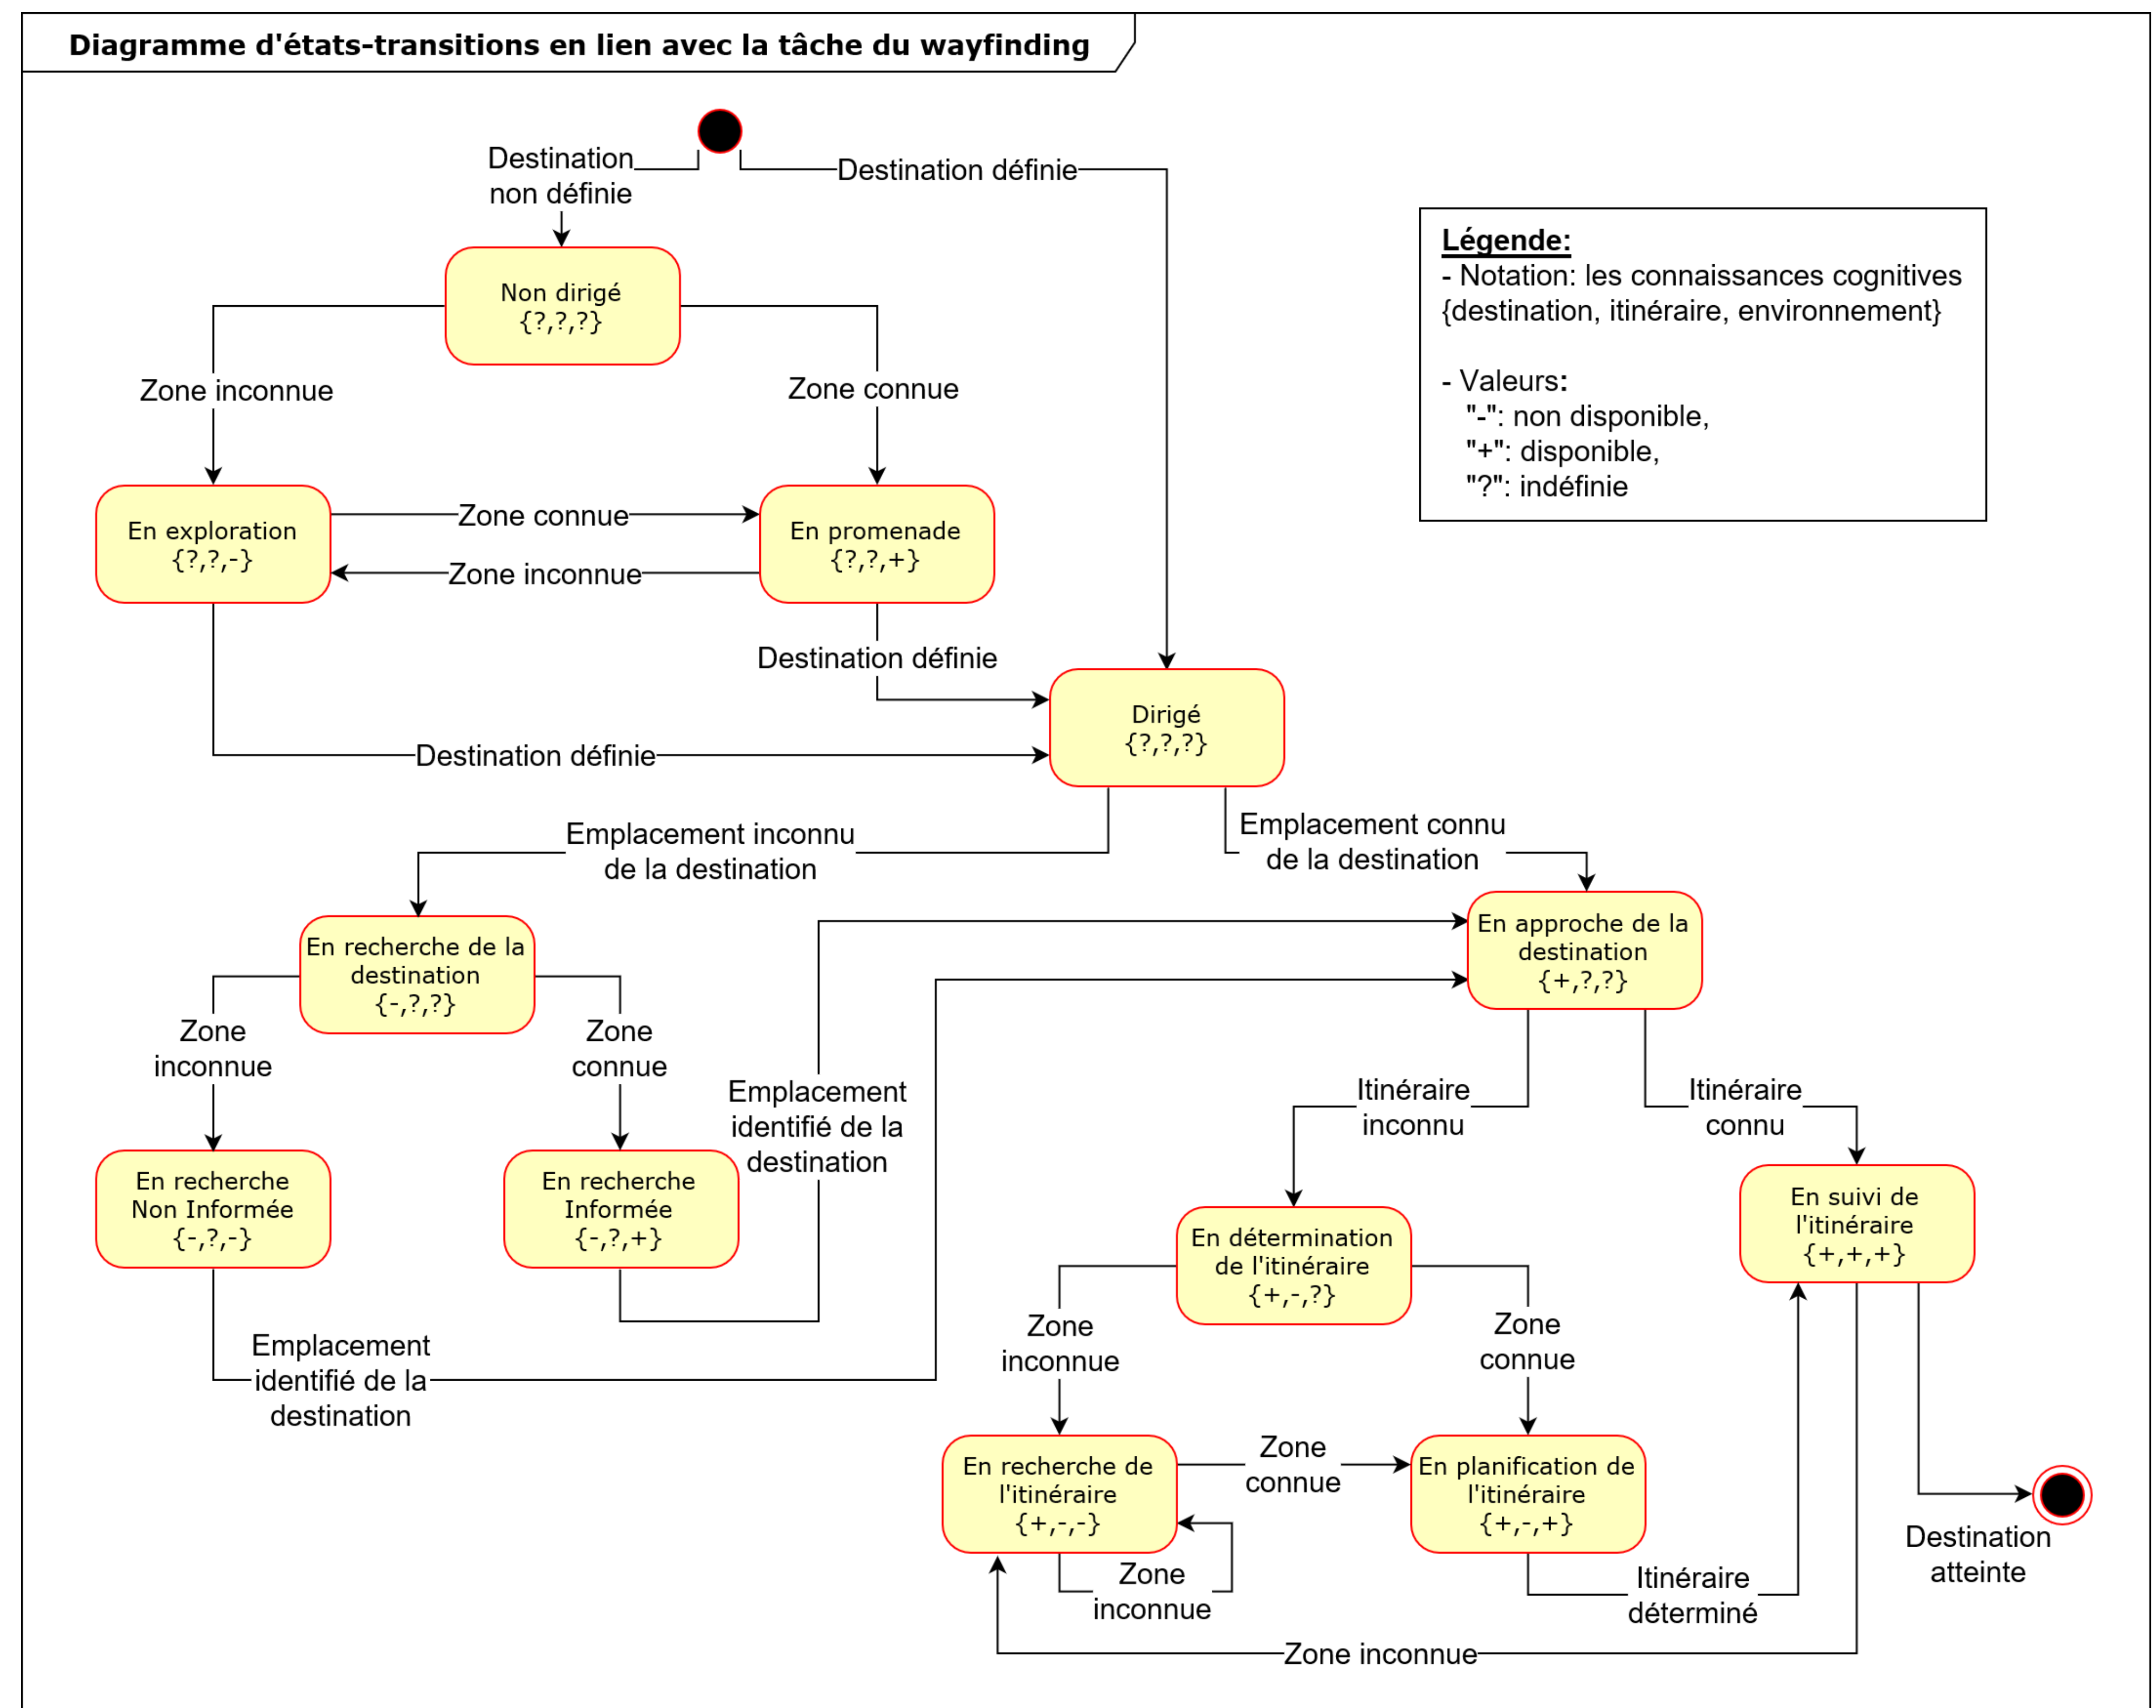 Diagramme d'états-transitions en lien avec la tâche du wayfinding
Destination
non définie
Destination définie
Légende:
- Notation: les connaissances cognitives
{destination, itinéraire, environnement}
- Valeurs:
"-": non disponible,
"+": disponible,
"?": indéfinie
Non dirigé
{?,?,?}
Zone inconnue
Zone connue
En exploration
{?,?,-}
Zone connue
Zone inconnue
En promenade
{?,?,+}
Destination définie
Destination définie
Dirigé
{?,?,?}
Emplacement inconnu
de la destination
Emplacement connu
de la destination
En recherche de la
destination
{-,?,?}
En approche de la
destination
{+,?,?}
Zone
inconnue
Zone
connue
Emplacement
identifié de la
destination
Itinéraire
inconnu
Itinéraire
connu
En recherche
Non Informée
{-,?,-}
En recherche
Informée
{-,?,+}
En détermination
de l'itinéraire
{+,-,?}
En suivi de
l'itinéraire
{+,+,+}
Emplacement
identifié de la
destination
Zone
inconnue
Zone
connue
En recherche de
l'itinéraire
{+,-,-}
Zone
connue
En planification de
l'itinéraire
{+,-,+}
Destination
atteinte
Zone
inconnue
Itinéraire
déterminé
Zone inconnue